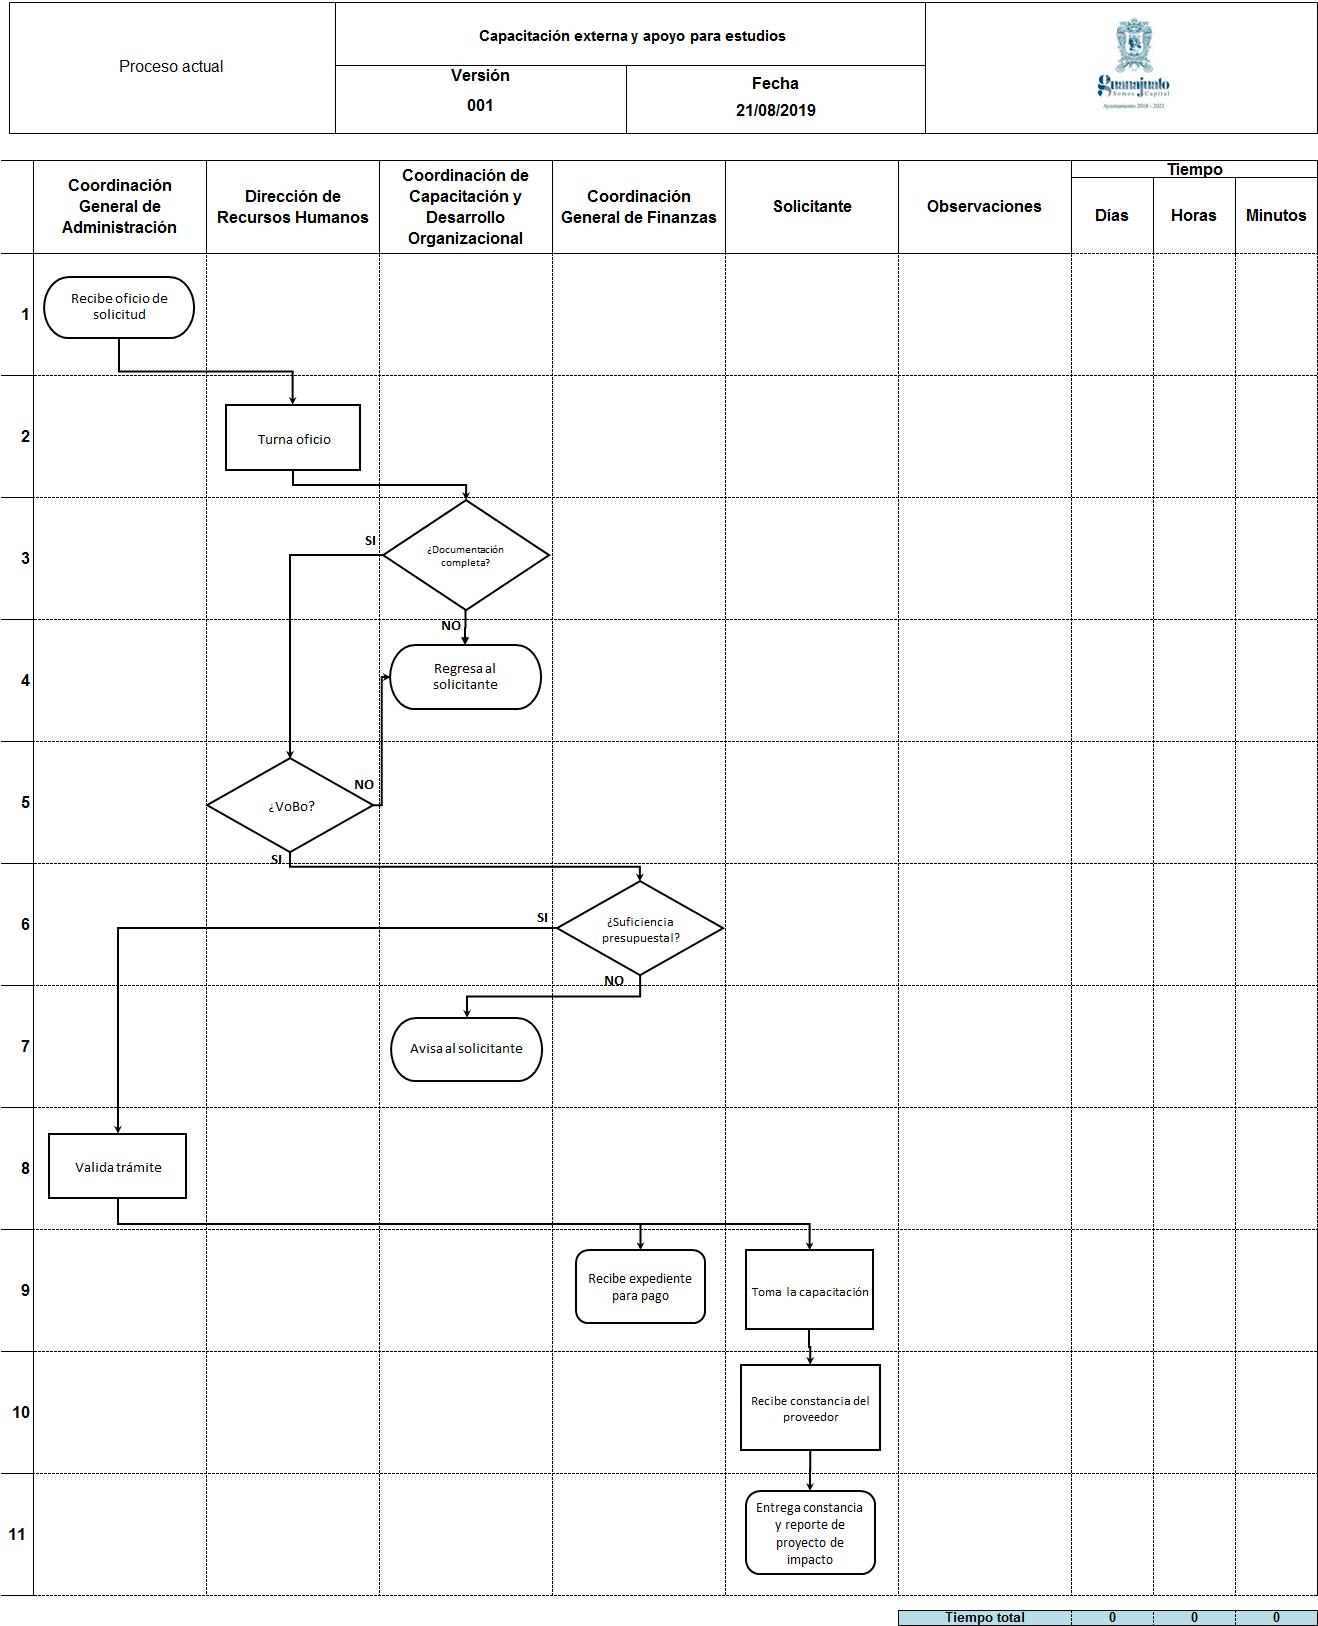 Proceso actual
Capacitación externa y apoyo para estudios
Versión
001
Fecha
21/08/2019
Guanajuato
Somos Capital
Ayuntamiento 2018 - 2021
Coordinación
General de
Administración
Dirección de
Recursos Humanos
Coordinación de
Capacitación y
Desarrollo
Organizacional
Coordinación
General de Finanzas
Solicitante
Observaciones
Tiempo
Días
Horas
Minutos
1
Recibe oficio de
solicitud
2
Turna oficio
3
SI
¿Documentación
completa?
NO
4
Regresa al
solicitante
5
¿VoBo?
NO
SI
6
SI
¿Suficiencia
presupuestal?
NO
7
Avisa al solicitante
8
Valida trámite
9
Recibe expediente
para pago
Toma la capacitación
10
Recibe constancia del
proveedor
11
Entrega constancia
y reporte de
proyecto de
impacto
Tiempo total
0
0
0